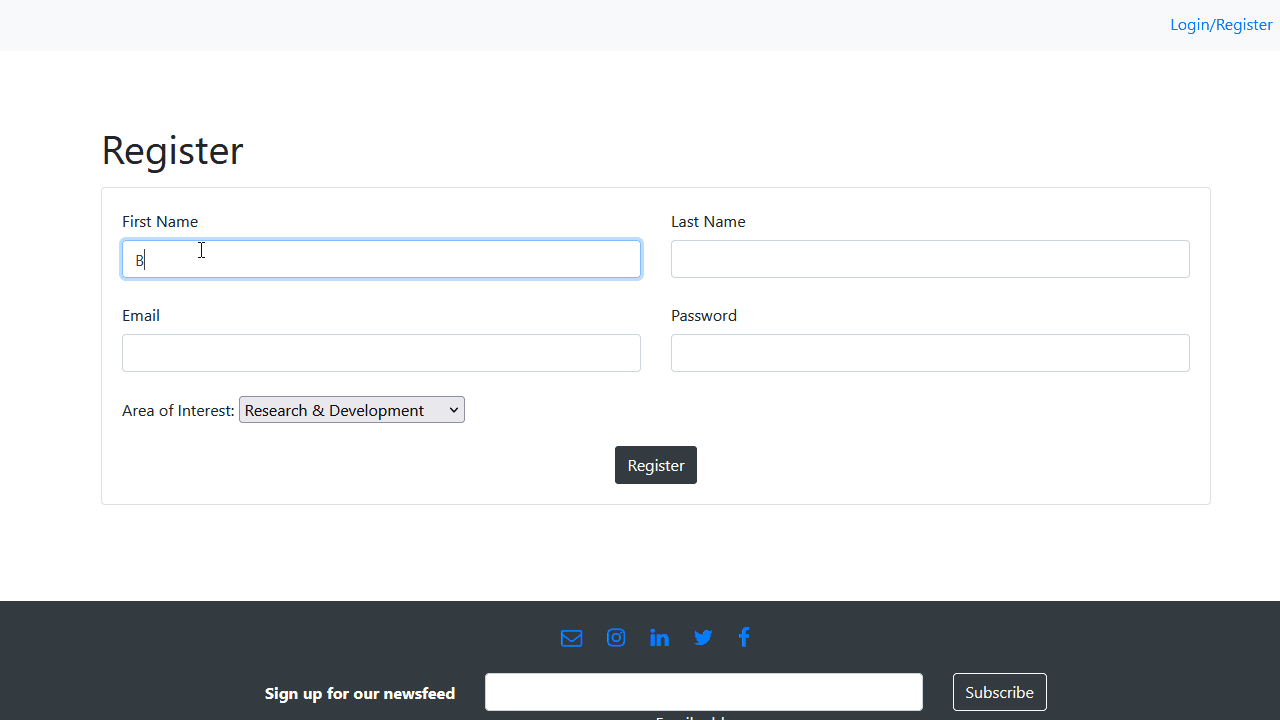 Login/Register
Register
First Name
Last Name
B
Email
Password
Area of Interest: Research & Development
Register
Sign up for our newsfeed
Subscribe